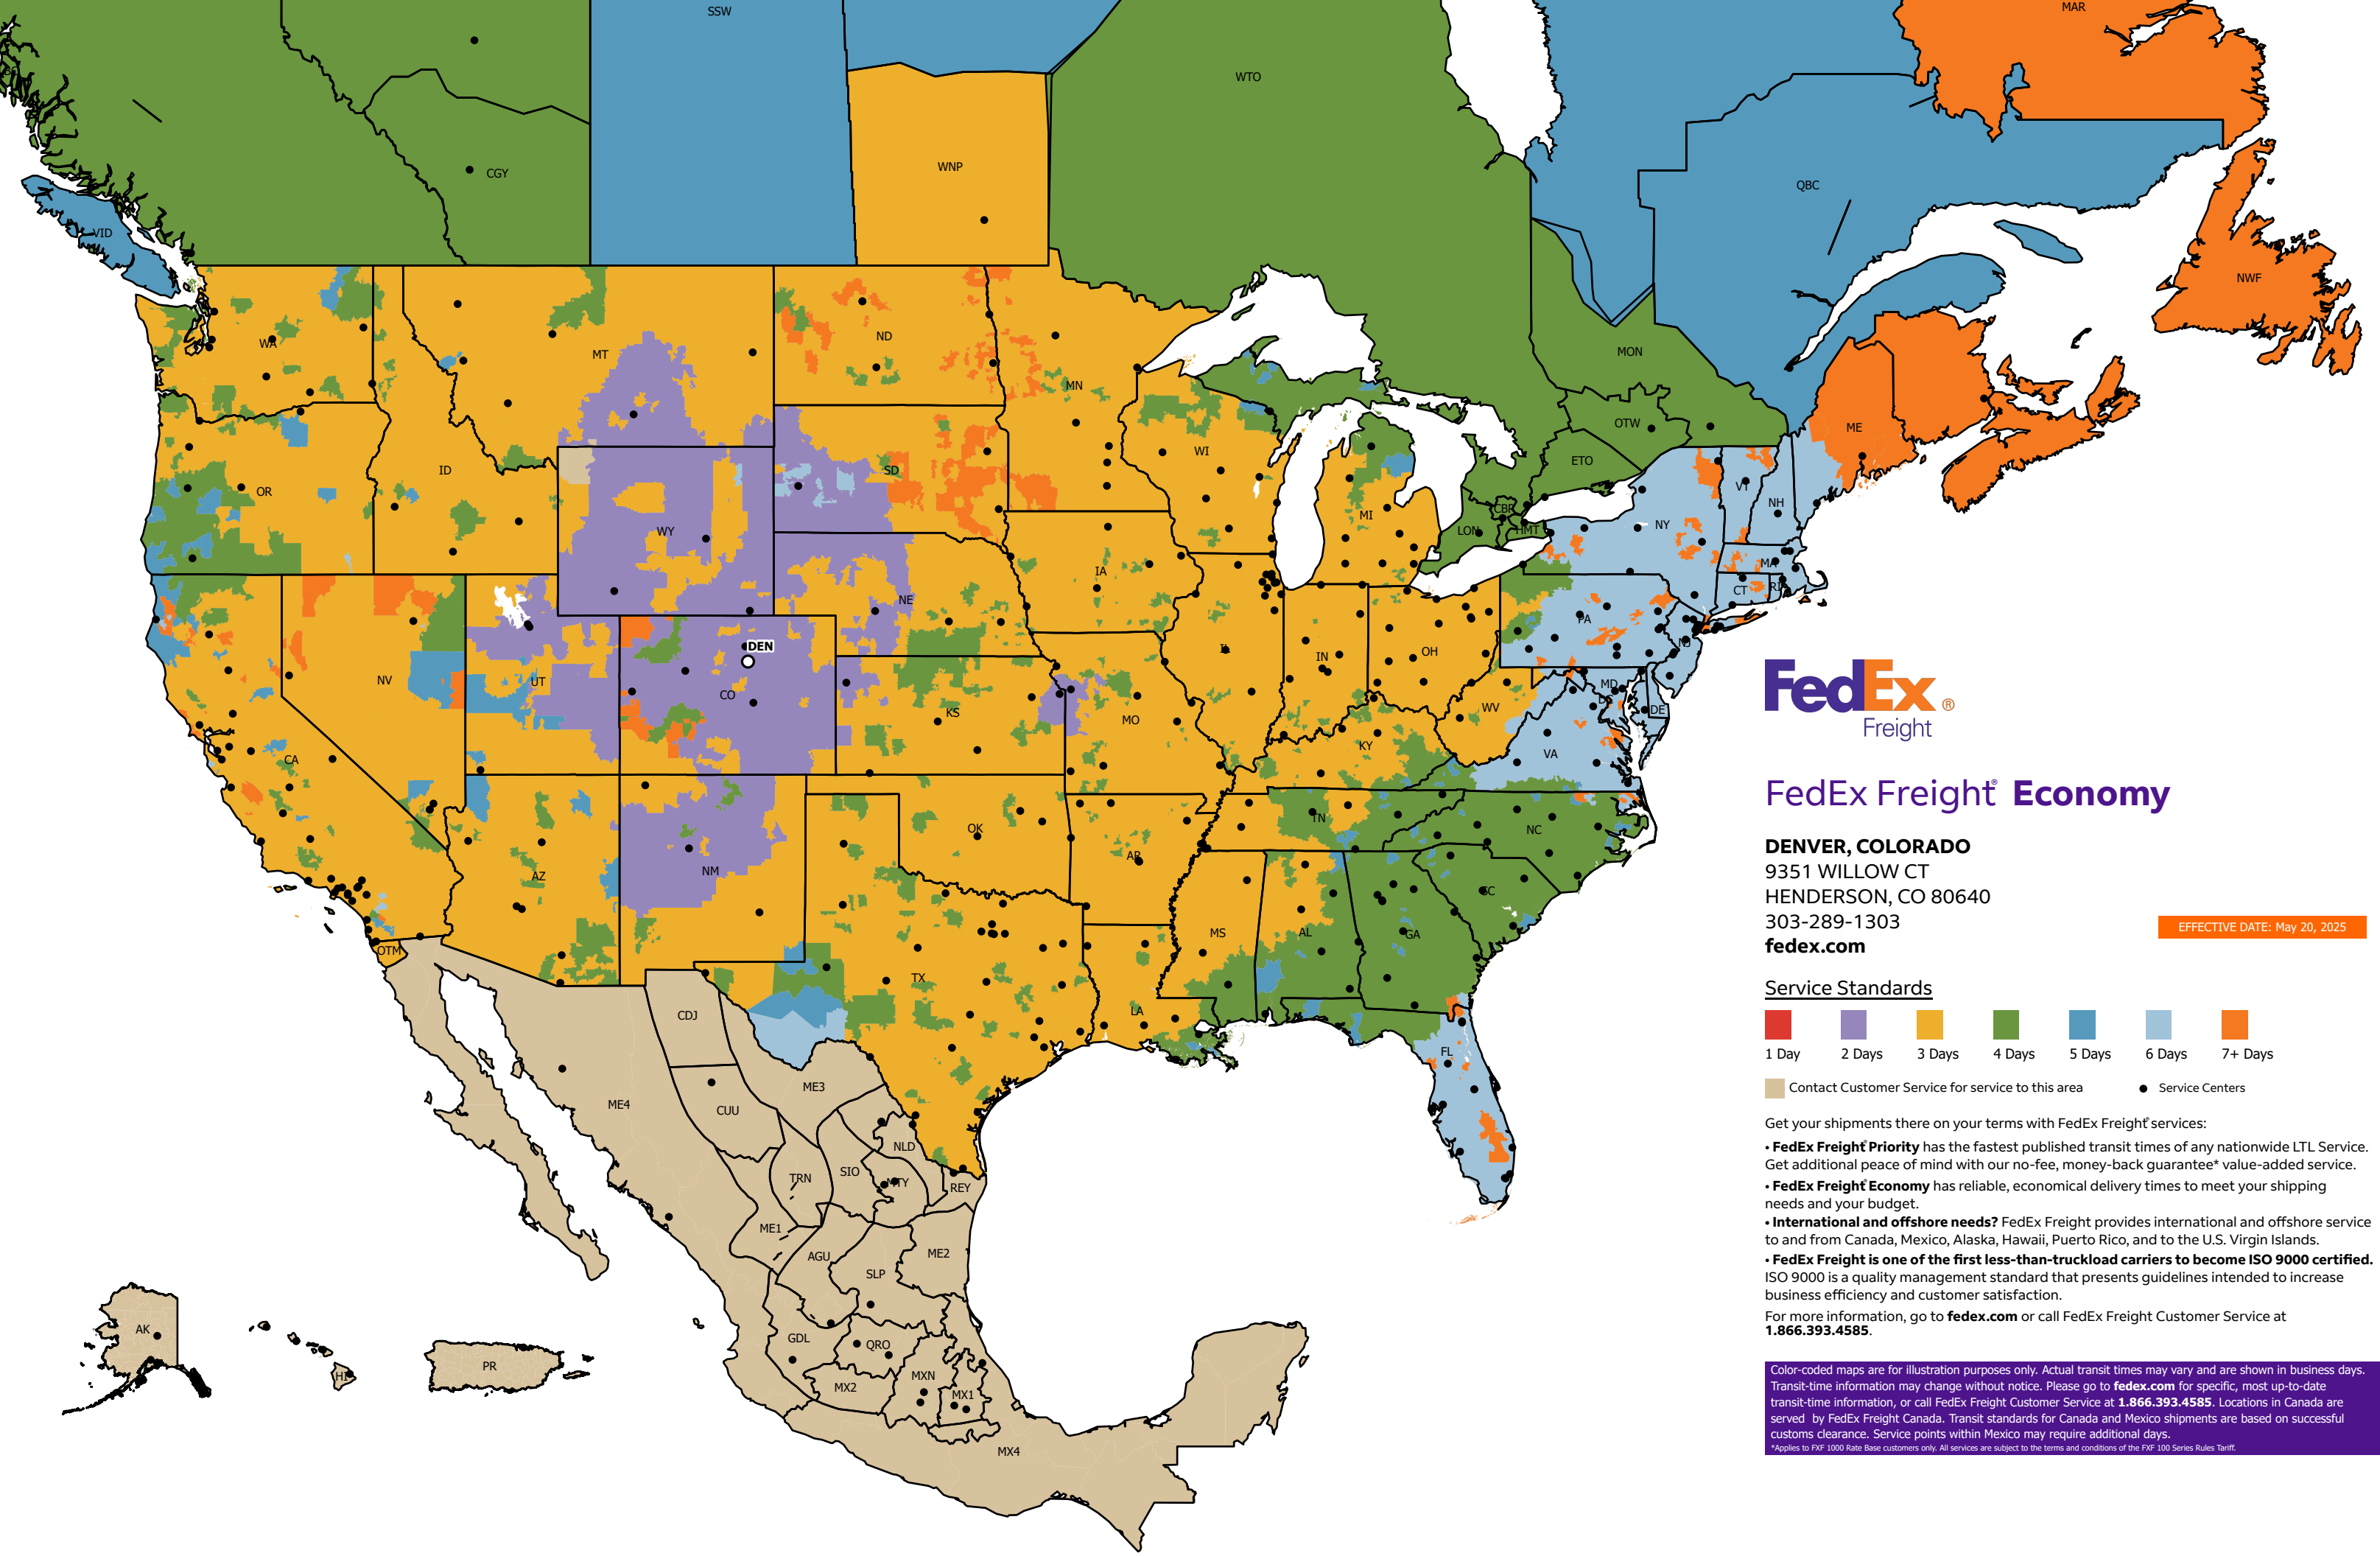 SSW
MAR
WTO
WNP
CGY
QBC
VID
NWF
WA
MT
ND
MN
MON
OTW
ME
ETO
ID
OR
SD
WI
MI
VT
NH
NY
CBR
LON
HMT
WY
IA
MA
CT
RI
NE
PA
NJ
DEN
NV
UT
CO
KS
MO
IL
IN
OH
WV
MD
DC
DE
CA
KY
VA
OK
TN
NC
AZ
NM
AR
SC
OTM
MS
AL
GA
TX
LA
CDJ
FL
ME3
ME4
CUU
NLD
TRN
SIO
MTY
REY
ME1
AGU
ME2
SLP
AK
HI
PR
GDL
QRO
MX2
MXN
MX1
MX4
FedEx®
Freight
FedEx Freight® Economy
DENVER, COLORADO
9351 WILLOW CT
HENDERSON, CO 80640
303-289-1303
fedex.com
EFFECTIVE DATE: May 20, 2025
Service Standards
1 Day 2 Days 3 Days 4 Days 5 Days 6 Days 7+ Days
Contact Customer Service for service to this area Service Centers
Get your shipments there on your terms with FedEx Freight® services:
• FedEx Freight® Priority has the fastest published transit times of any nationwide LTL Service.
Get additional peace of mind with our no-fee, money-back guarantee* value-added service.
• FedEx Freight® Economy has reliable, economical delivery times to meet your shipping
needs and your budget.
• International and offshore needs? FedEx Freight provides international and offshore service
to and from Canada, Mexico, Alaska, Hawaii, Puerto Rico, and to the U.S. Virgin Islands.
• FedEx Freight is one of the first less-than-truckload carriers to become ISO 9000 certified.
ISO 9000 is a quality management standard that presents guidelines intended to increase
business efficiency and customer satisfaction.
For more information, go to fedex.com or call FedEx Freight Customer Service at
1.866.393.4585.
Color-coded maps are for illustration purposes only. Actual transit times may vary and are shown in business days.
Transit-time information may change without notice. Please go to fedex.com for specific, most up-to-date
transit-time information, or call FedEx Freight Customer Service at 1.866.393.4585. Locations in Canada are
served by FedEx Freight Canada. Transit standards for Canada and Mexico shipments are based on successful
customs clearance. Service points within Mexico may require additional days.
*Applies to FXF 1000 Rate Base customers only. All services are subject to the terms and conditions of the FXF 100 Series Rules Tariff.